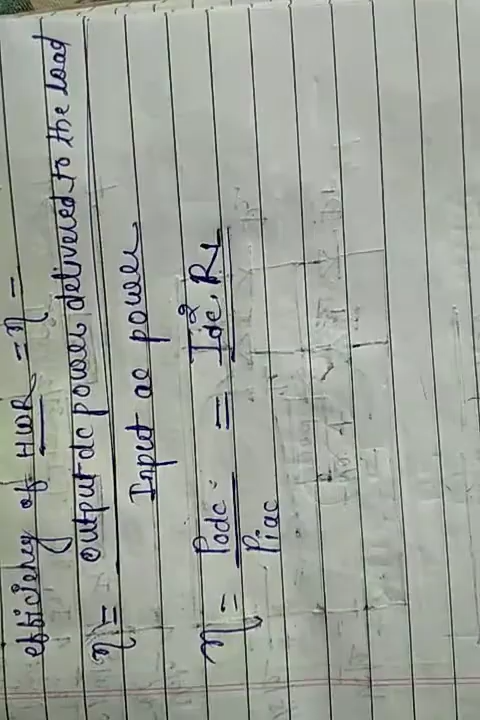 efficiency of HWR - η -
η = output dc power delivered to the load
Input ac power
η = Podc = Idc² RL
Piac